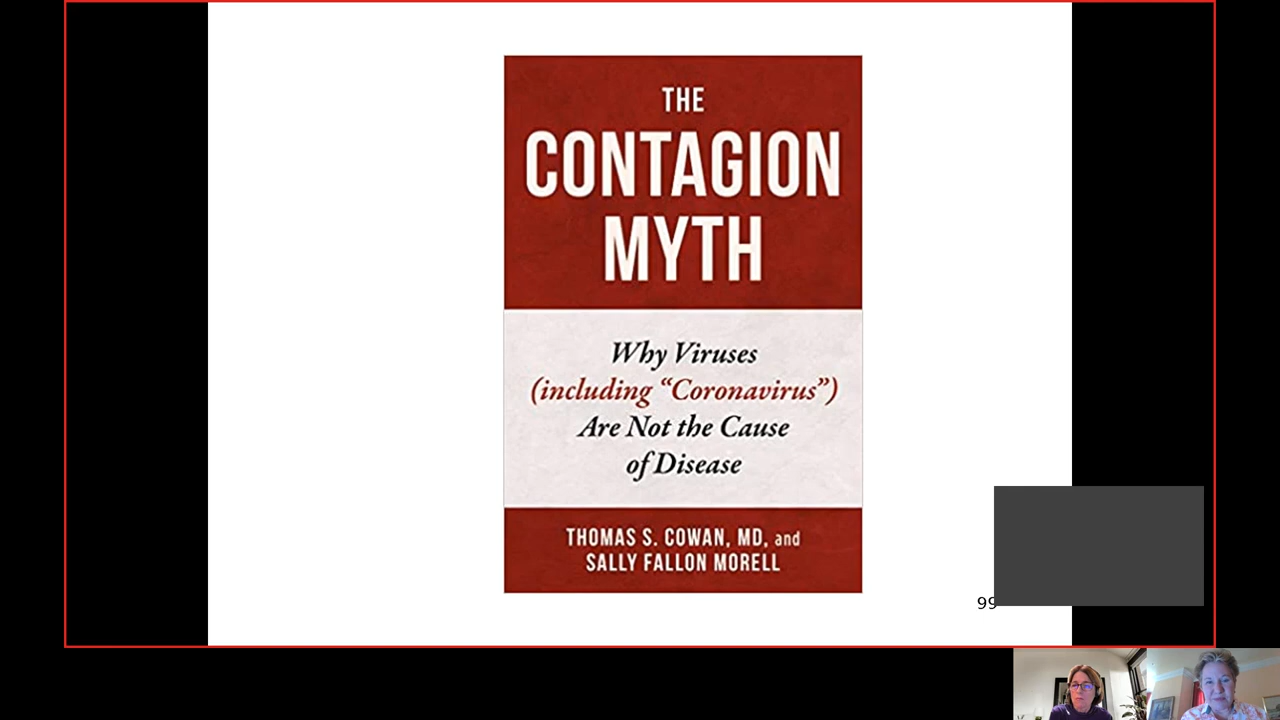 THE
CONTAGION
MYTH
Why Viruses
(including “Coronavirus”)
Are Not the Cause
of Disease
THOMAS S. COWAN, MD, and
SALLY FALLON MORELL
99